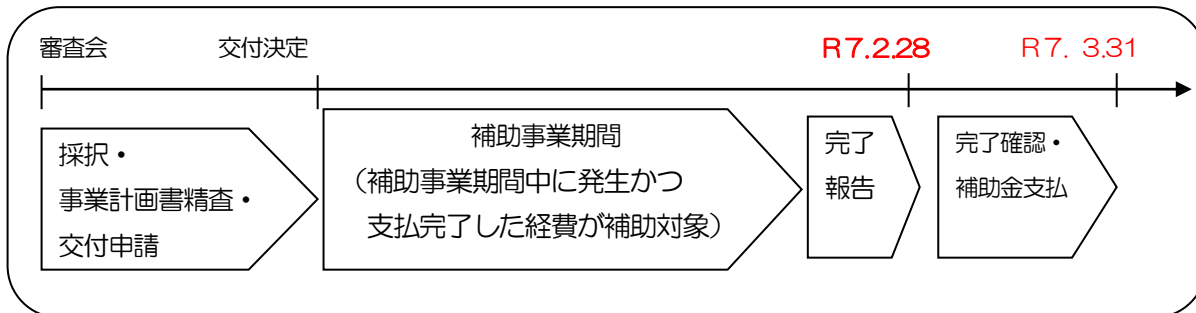 審査会 交付決定 R7.2.28 R7. 3.31
採択・
事業計画書精査・
交付申請
補助事業期間
(補助事業期間中に発生かつ
支払完了した経費が補助対象)
完了
報告
完了確認・
補助金支払